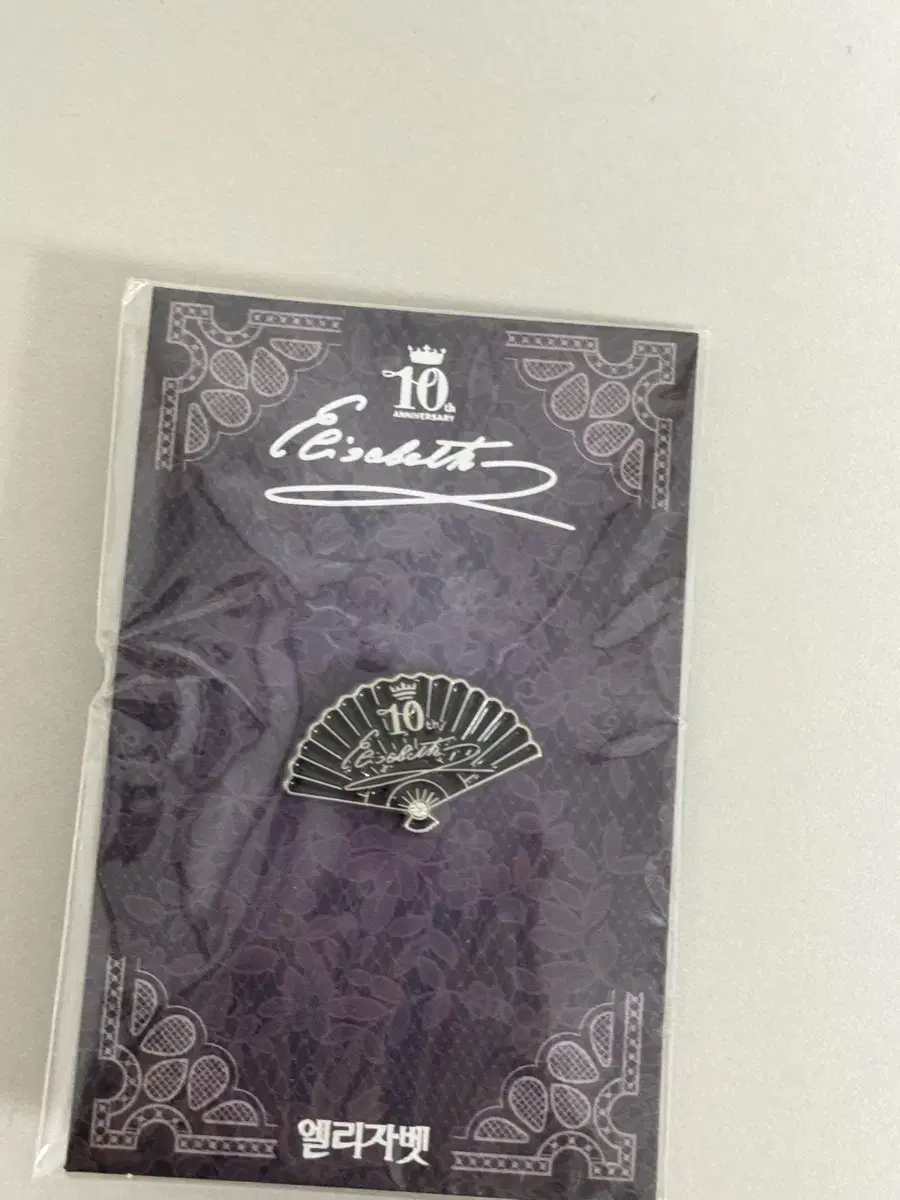 10th
ANNIVERSARY
Elisabeth
10th
Elisabeth
엘리자벳